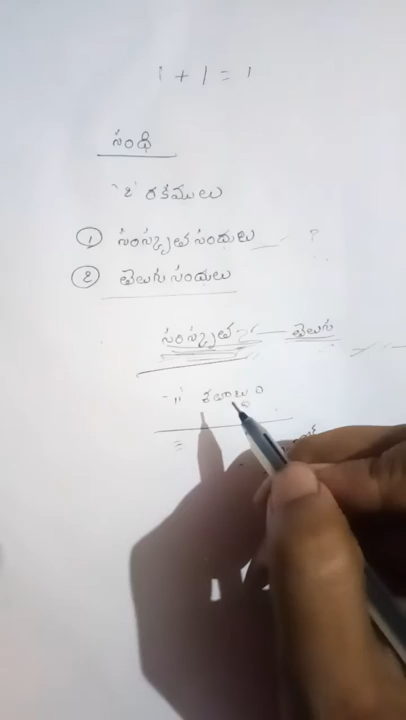 1 + 1 = 1
సంధి
'2' రకములు
① సంస్కృత సందులు — ?
② తెలుగు సందులు
సంస్కృత — తెలుగు